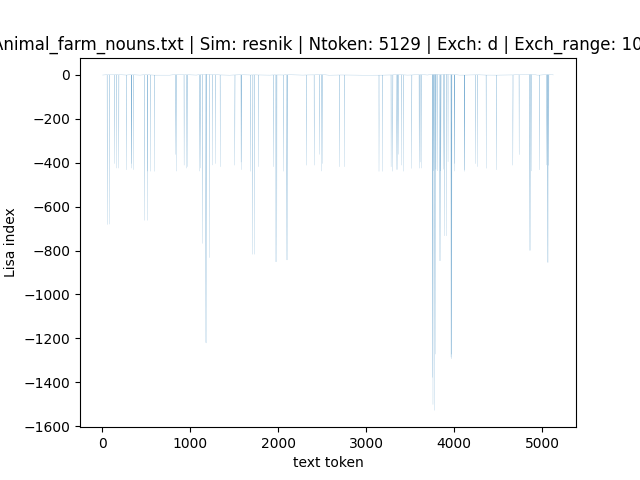 Animal_farm_nouns.txt | Sim: resnik | Ntoken: 5129 | Exch: d | Exch_range: 10
0
−200
−400
−600
−800
−1000
−1200
−1400
−1600
Lisa index
0 1000 2000 3000 4000 5000
text token